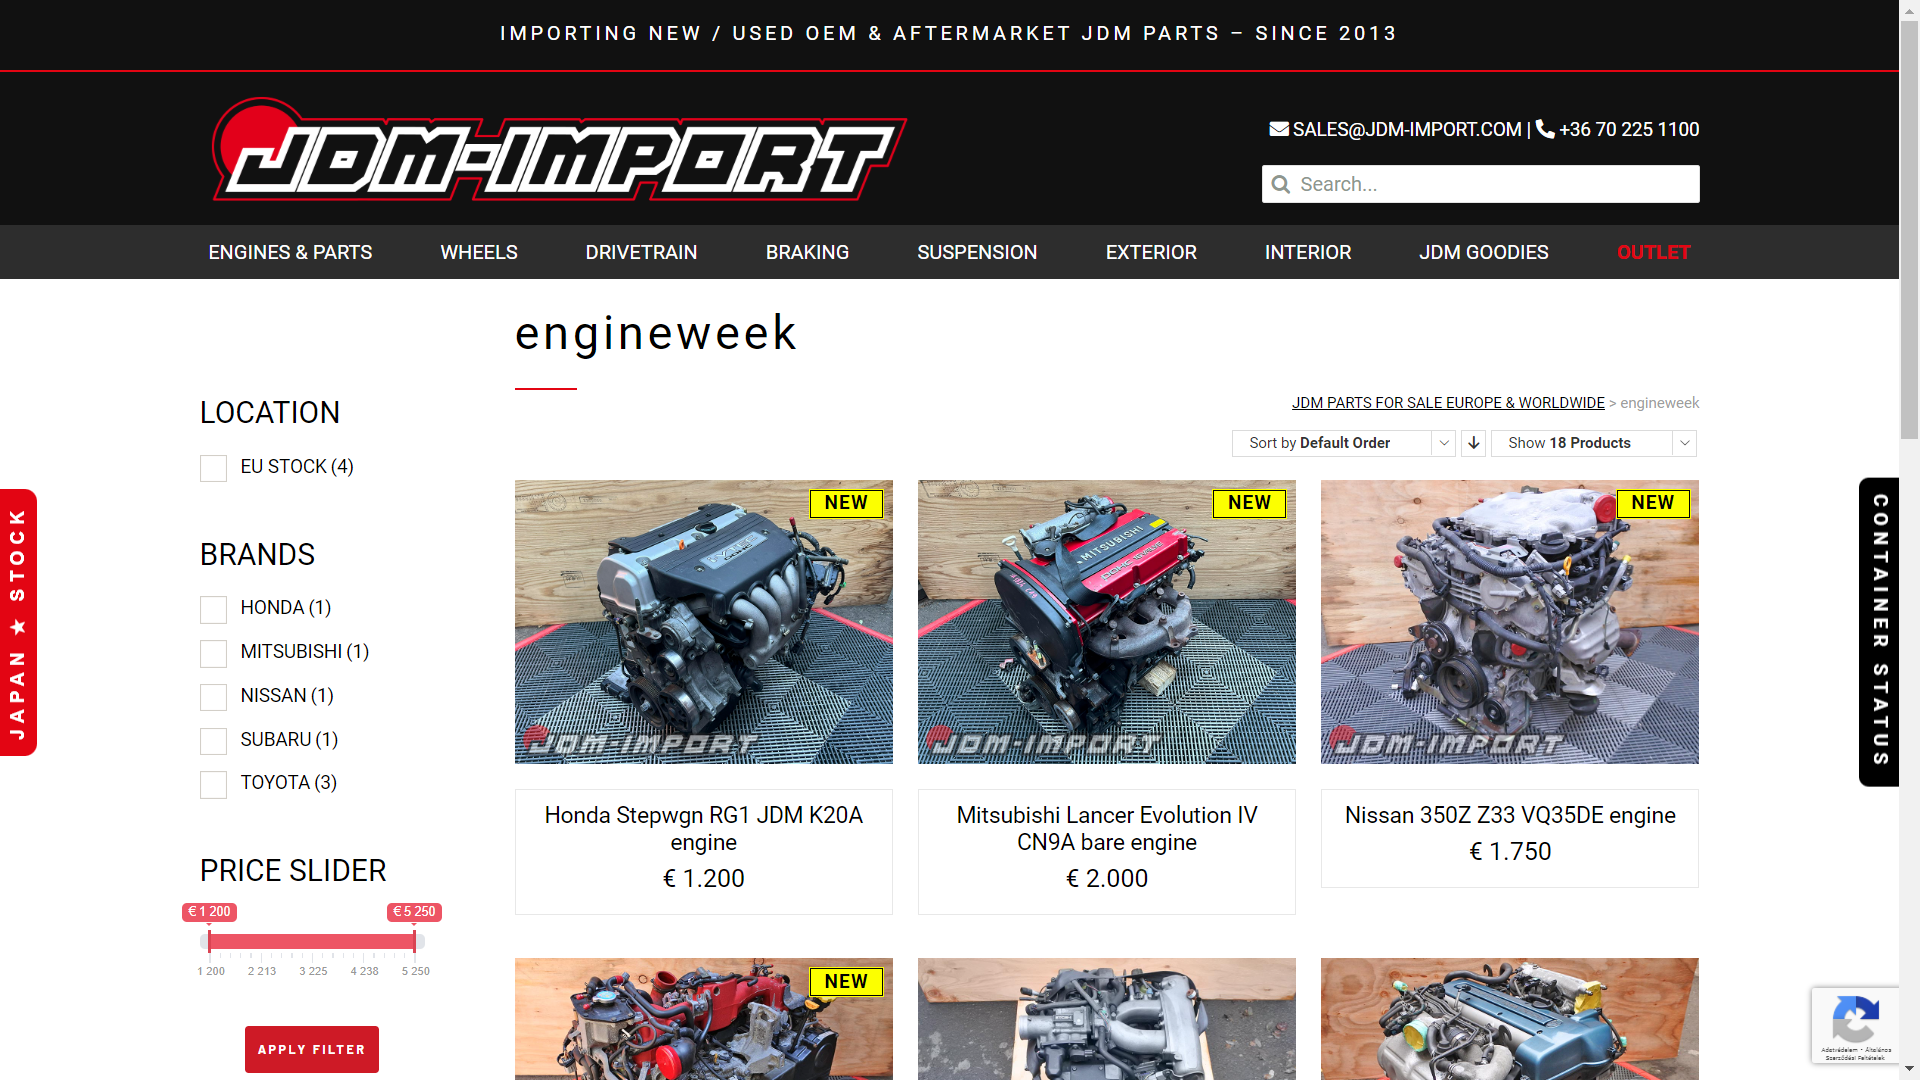 IMPORTING NEW / USED OEM & AFTERMARKET JDM PARTS – SINCE 2013
JDM-IMPORT
SALES@JDM-IMPORT.COM | +36 70 225 1100
Search...
ENGINES & PARTS WHEELS DRIVETRAIN BRAKING SUSPENSION EXTERIOR INTERIOR JDM GOODIES OUTLET
engineweek
JDM PARTS FOR SALE EUROPE & WORLDWIDE > engineweek
Sort by Default Order Show 18 Products
LOCATION
EU STOCK (4)
BRANDS
HONDA (1)
MITSUBISHI (1)
NISSAN (1)
SUBARU (1)
TOYOTA (3)
PRICE SLIDER
€ 1 200 € 5 250
1 200 2 213 3 225 4 238 5 250
APPLY FILTER
JAPAN ★ STOCK
NEW
JDM-IMPORT
Honda Stepwgn RG1 JDM K20A
engine
€ 1.200
NEW
MITSUBISHI
JDM-IMPORT
Mitsubishi Lancer Evolution IV
CN9A bare engine
€ 2.000
NEW
JDM-IMPORT
Nissan 350Z Z33 VQ35DE engine
€ 1.750
NEW
CONTAINER STATUS
Adatvédelem - Általános
Szerződési Feltételek